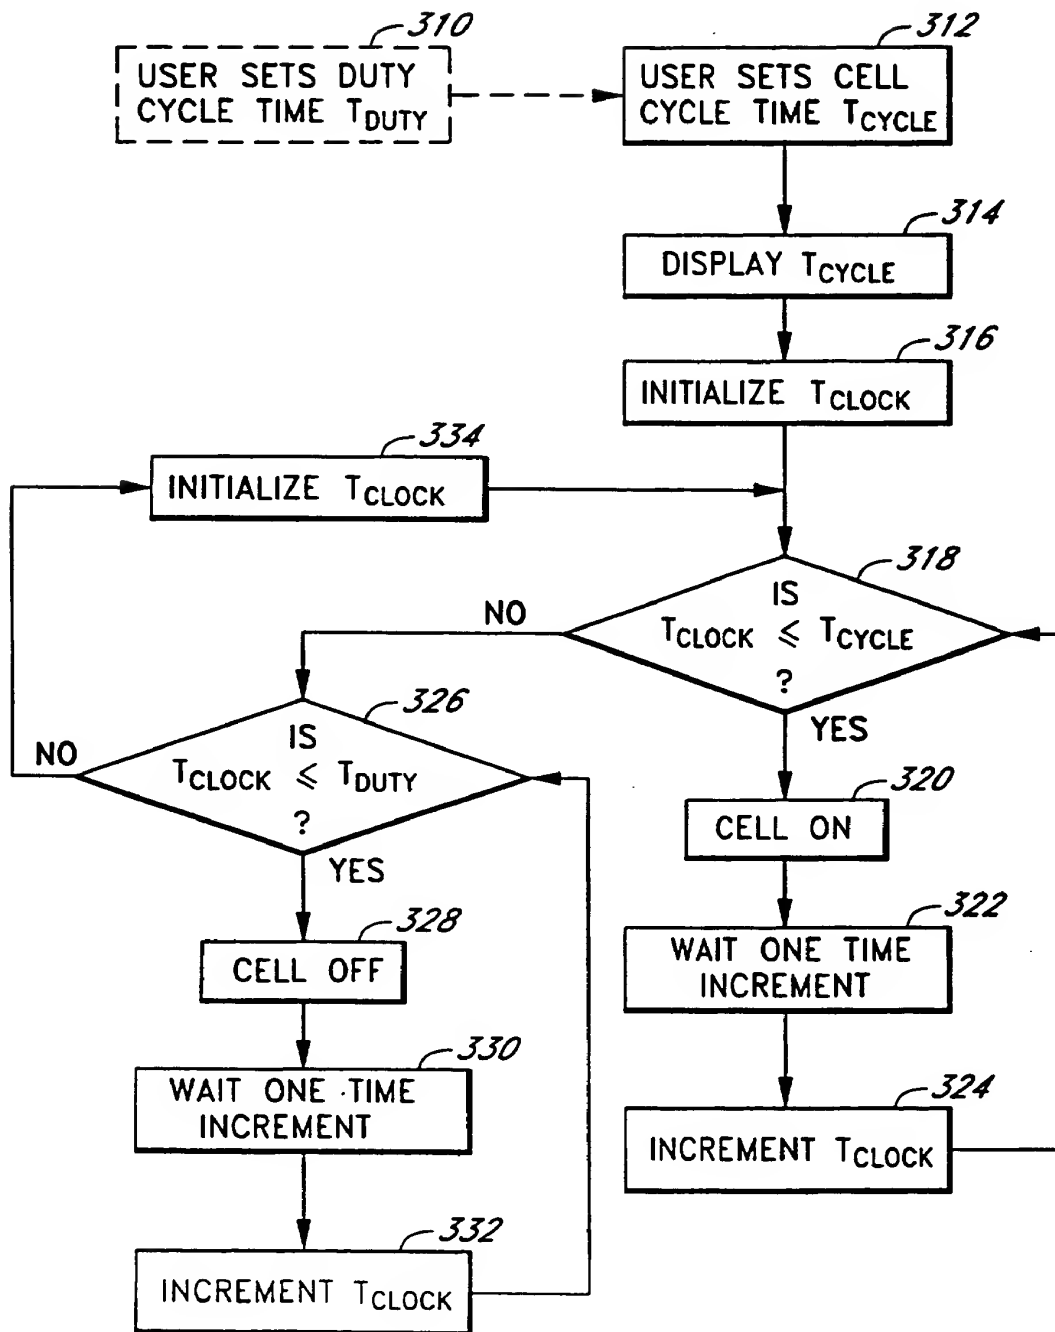 310
USER SETS DUTY
CYCLE TIME TDUTY
312
USER SETS CELL
CYCLE TIME TCYCLE
314
DISPLAY TCYCLE
316
INITIALIZE TCLOCK
334
INITIALIZE TCLOCK
318
IS
TCLOCK ≤ TCYCLE
?
NO
YES
326
IS
TCLOCK ≤ TDUTY
?
NO
YES
320
CELL ON
322
WAIT ONE TIME
INCREMENT
324
INCREMENT TCLOCK
328
CELL OFF
330
WAIT ONE TIME
INCREMENT
332
INCREMENT TCLOCK